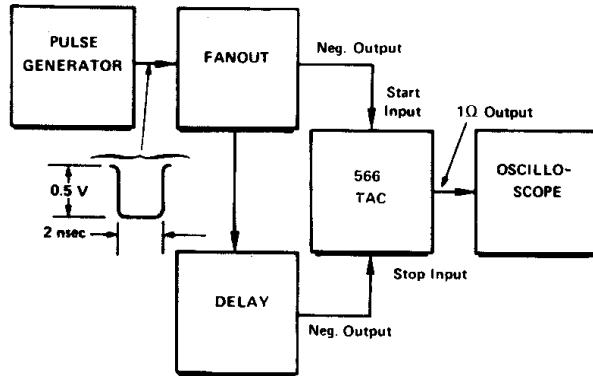 PULSE
GENERATOR
FANOUT
Neg. Output
Start
Input
1Ω Output
566
TAC
OSCILLO-
SCOPE
0.5 V
2 nsec
Stop Input
DELAY
Neg. Output